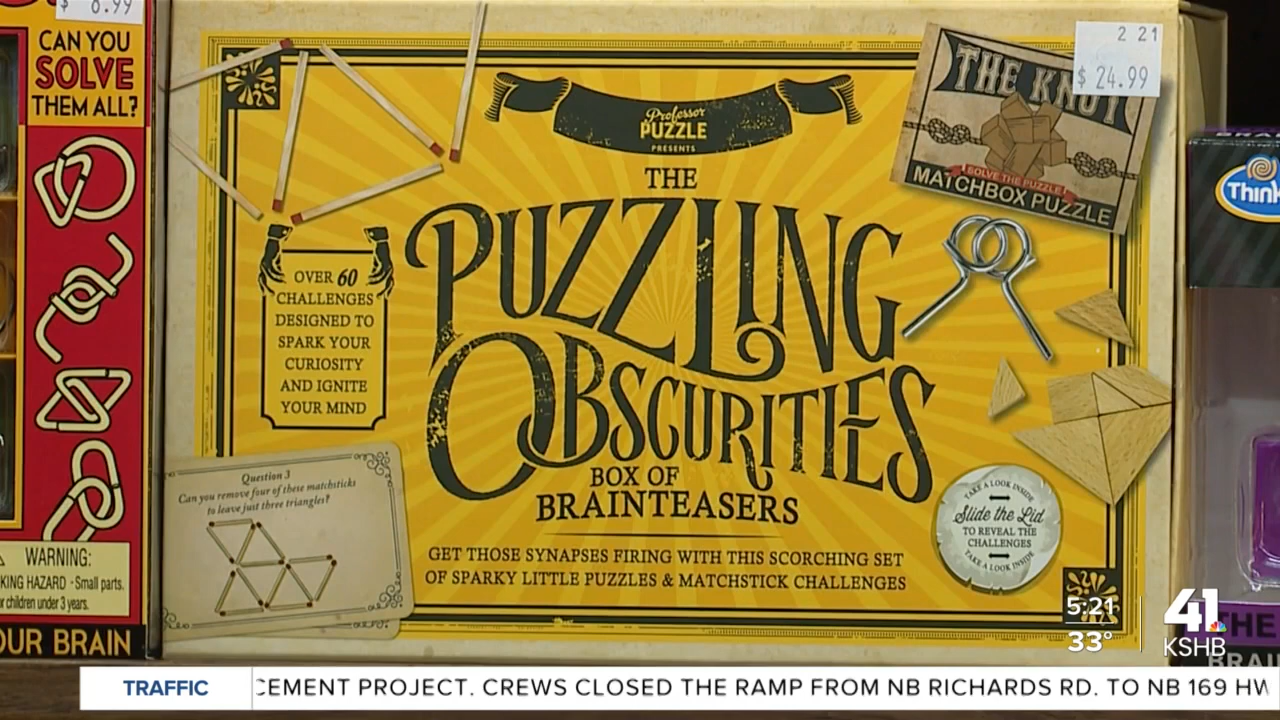 $ 8.99
CAN YOU
SOLVE
THEM ALL?
WARNING:
KING HAZARD - Small parts.
r children under 3 years.
OUR BRAIN
Professor
PUZZLE
PRESENTS
THE
PUZZLING
OBSCURITIES
BOX OF
BRAINTEASERS
GET THOSE SYNAPSES FIRING WITH THIS SCORCHING SET
OF SPARKY LITTLE PUZZLES & MATCHSTICK CHALLENGES
OVER 60
CHALLENGES
DESIGNED TO
SPARK YOUR
CURIOSITY
AND IGNITE
YOUR MIND
Question 3
Can you remove four of these matchsticks
to leave just three triangles?
2 21
$ 24.99
THE KNOT
SOLVE THE PUZZLE!
MATCHBOX PUZZLE
TAKE A LOOK INSIDE
Slide the Lid
TO REVEAL THE
CHALLENGES
TAKE A LOOK INSIDE
Think
HE
BRAI
5:21
33°
41
KSHB
TRAFFIC
CEMENT PROJECT. CREWS CLOSED THE RAMP FROM NB RICHARDS RD. TO NB 169 HW